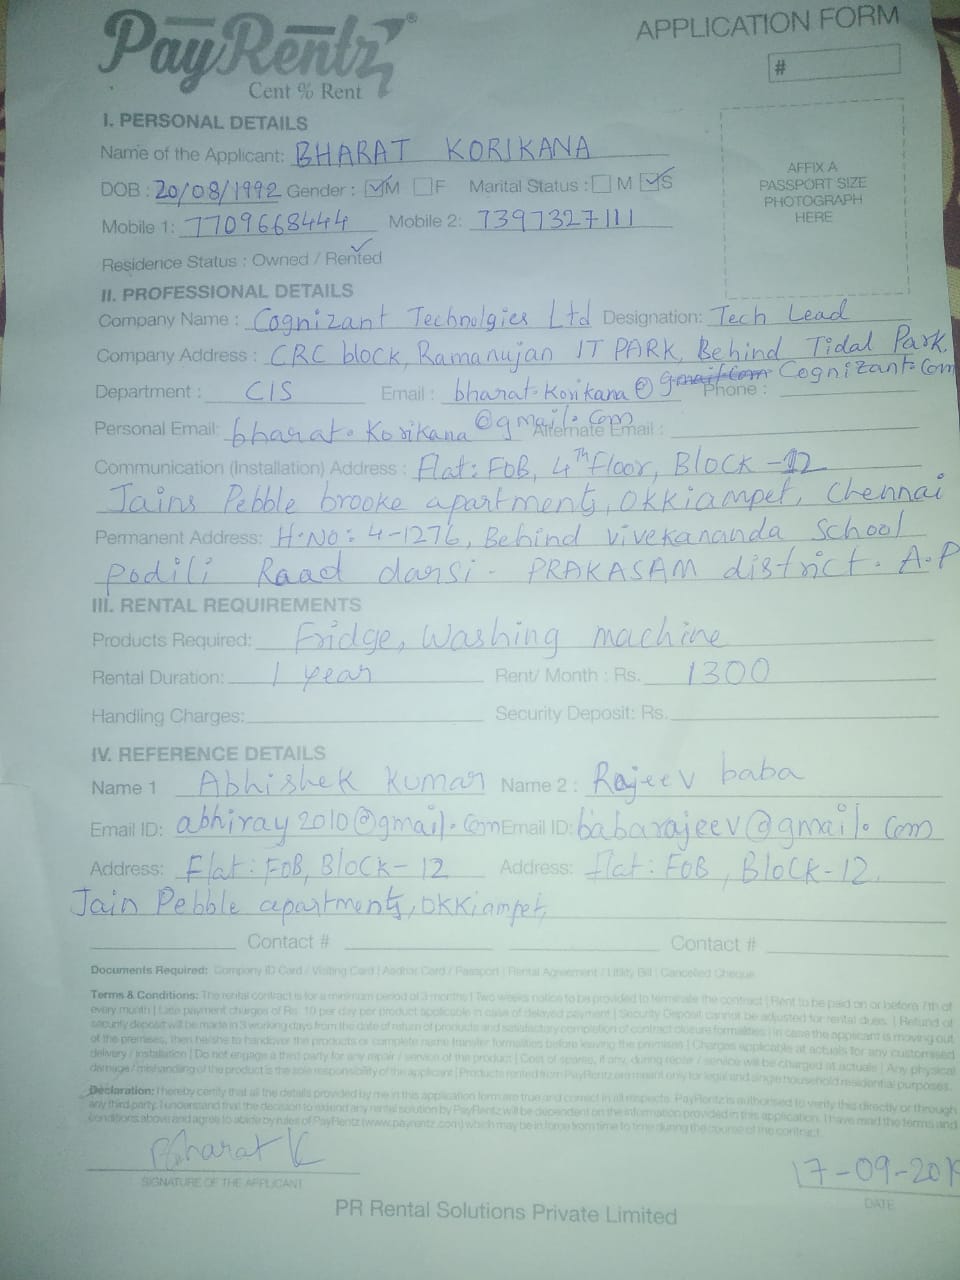 PayRentz®
Cent % Rent
APPLICATION FORM
#
I. PERSONAL DETAILS
Name of the Applicant: BHARAT KORIKANA
DOB : 20/08/1992 Gender : ☑M ☐F Marital Status : ☐ M ☑S
Mobile 1: 7709668444 Mobile 2: 7397327111
Residence Status : Owned / Rented
AFFIX A
PASSPORT SIZE
PHOTOGRAPH
HERE
II. PROFESSIONAL DETAILS
Company Name : Cognizant Technolgies Ltd Designation: Tech Lead
Company Address : CRC block, Ramanujan IT PARK, Behind Tidal Park,
Department : CIS Email : bharat.korikana@ gmail.com Cognizant.com Phone :
Personal Email: bharat.korikana@gmail.com Alternate Email :
Communication (Installation) Address : Flat: FOB, 4th floor, Block -12
Jains Pebble brooke apartments, Okkiampet, Chennai
Permanent Address: H.No: 4-1276, Behind Vivekananda School
podili Raad darsi - PRAKASAM district. A.P
III. RENTAL REQUIREMENTS
Products Required: Fridge, Washing machine
Rental Duration: 1 year Rent/ Month : Rs. 1300
Handling Charges: Security Deposit: Rs.
IV. REFERENCE DETAILS
Name 1 Abhishek Kumar Name 2 : Rajeev baba
Email ID: abhiray2010@gmail.com Email ID: babarajeev@gmail.com
Address: Flat: FOB, Block-12 Address: flat: FOB, Block-12,
Jain Pebble apartments, Okkiampet,
Contact # Contact #
Documents Required: Company ID Card / Visiting Card | Aadhar Card / Passport | Rental Agreement / Utility Bill | Cancelled Cheque
Terms & Conditions: The rental contract is for a minimum period of 3 months | Two weeks notice to be provided to terminate the contract | Rent to be paid on or before 7th of
every month | Late payment charges of Rs. 10 per day per product applicable in case of delayed payment | Security Deposit cannot be adjusted for rental dues. | Refund of
security deposit will be made in 3 working days from the date of return of products and satisfactory completion of contract closure formalities | In case the applicant is moving out
of the premises, then he/she to handover the products or complete name transfer formalities before leaving the premises | Charges applicable at actuals for any customised
delivery / installation | Do not engage a third party for any repair / service of the product | Cost of spares, if any, during repair / service will be charged at actuals | Any physical
damage / mishandling of the product is the sole responsibility of the applicant | Products rented from PayRentz are meant only for legal and single household residential purposes.
Declaration: I hereby certify that all the details provided by me in this application form are true and correct in all respects. PayRentz is authorised to verify this directly or through
any third party. I understand that the decision to extend any rental solution by PayRentz will be dependent on the information provided in this application. I have read the terms and
conditions above and agree to abide by rules of PayRentz (www.payrentz.com) which may be in force from time to time during the course of the contract.
Bharat K
SIGNATURE OF THE APPLICANT
17-09-2019
DATE
PR Rental Solutions Private Limited